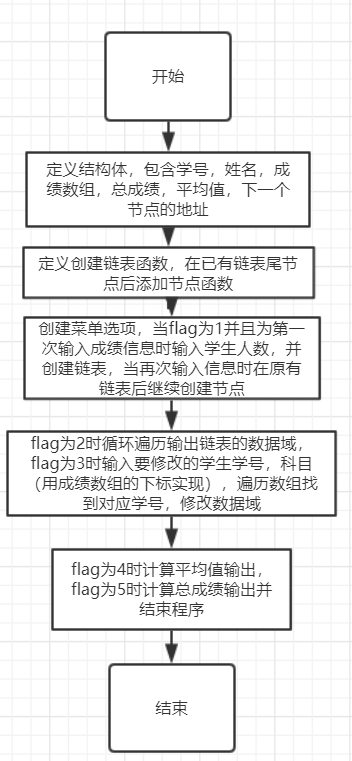 开始
定义结构体，包含学号，姓名，成
绩数组，总成绩，平均值，下一个
节点的地址
定义创建链表函数，在已有链表尾节
点后添加节点函数
创建菜单选项，当flag为1并且为第一
次输入成绩信息时输入学生人数，并
创建链表，当再次输入信息时在原有
链表后继续创建节点
flag为2时循环遍历输出链表的数据域，
flag为3时输入要修改的学生学号，科目
（用成绩数组的下标实现），遍历数组找
到对应学号，修改数据域
flag为4时计算平均值输出，
flag为5时计算总成绩输出并
结束程序
结束